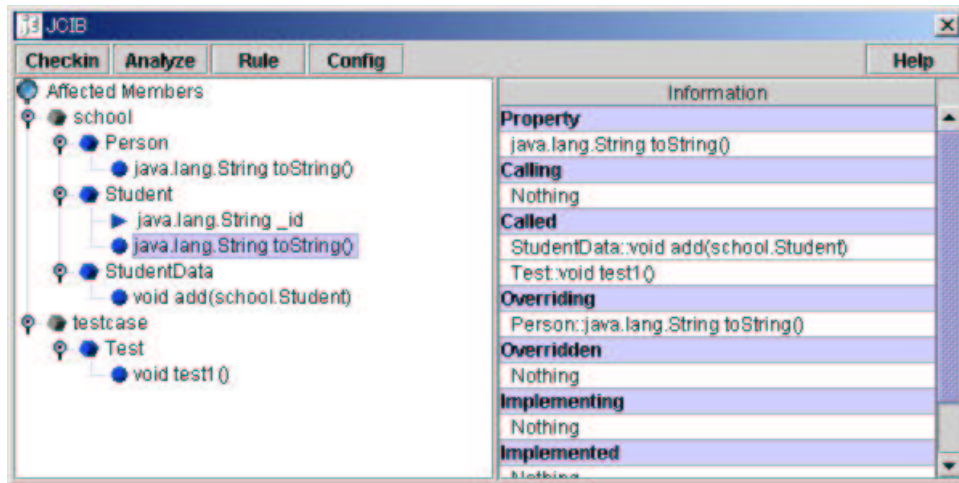 JCIB
Checkin Analyze Rule Config Help
Affected Members
school
Person
java.lang.String toString()
Student
java.lang.String _id
java.lang.String toString()
StudentData
void add(school.Student)
testcase
Test
void test1()
Information
Property
java.lang.String toString()
Calling
Nothing
Called
StudentData::void add(school.Student)
Test::void test1()
Overriding
Person::java.lang.String toString()
Overridden
Nothing
Implementing
Nothing
Implemented
Nothing